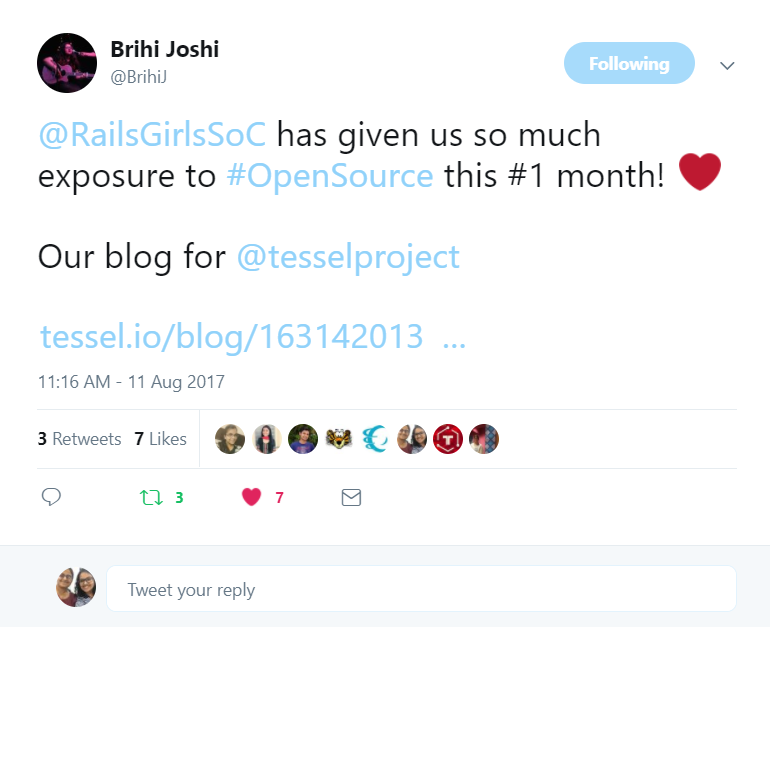 Brihi Joshi
@BrihiJ
Following
@RailsGirlsSoC has given us so much
exposure to #OpenSource this #1 month!
Our blog for @tesselproject
tessel.io/blog/163142013 ...
11:16 AM - 11 Aug 2017
3 Retweets 7 Likes
T
3 7
Tweet your reply